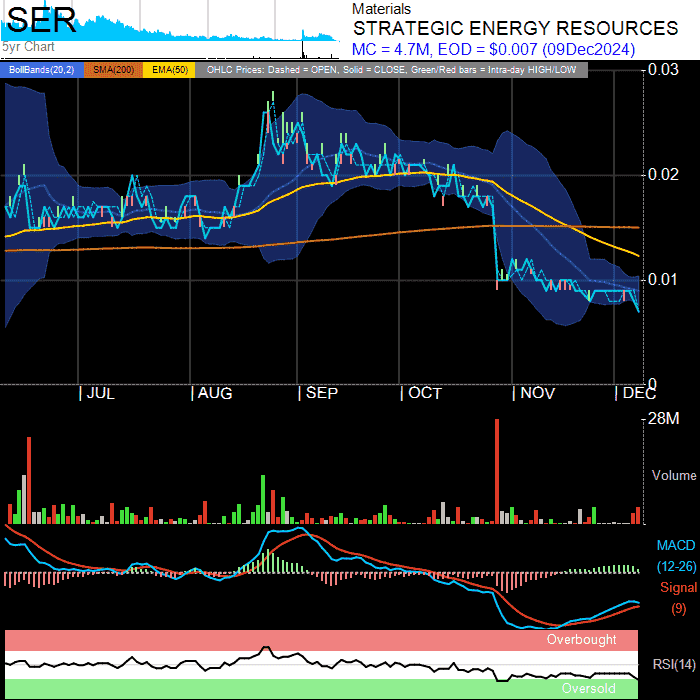 SER
5yr Chart
Materials
STRATEGIC ENERGY RESOURCES
MC = 4.7M, EOD = $0.007 (09Dec2024)
BollBands(20,2) SMA(200) EMA(50) OHLC Prices: Dashed = OPEN, Solid = CLOSE, Green/Red bars = Intra-day HIGH/LOW
0.03
0.02
0.01
0
JUL AUG SEP OCT NOV DEC
28M
Volume
MACD
(12-26)
Signal
(9)
Overbought
RSI(14)
Oversold